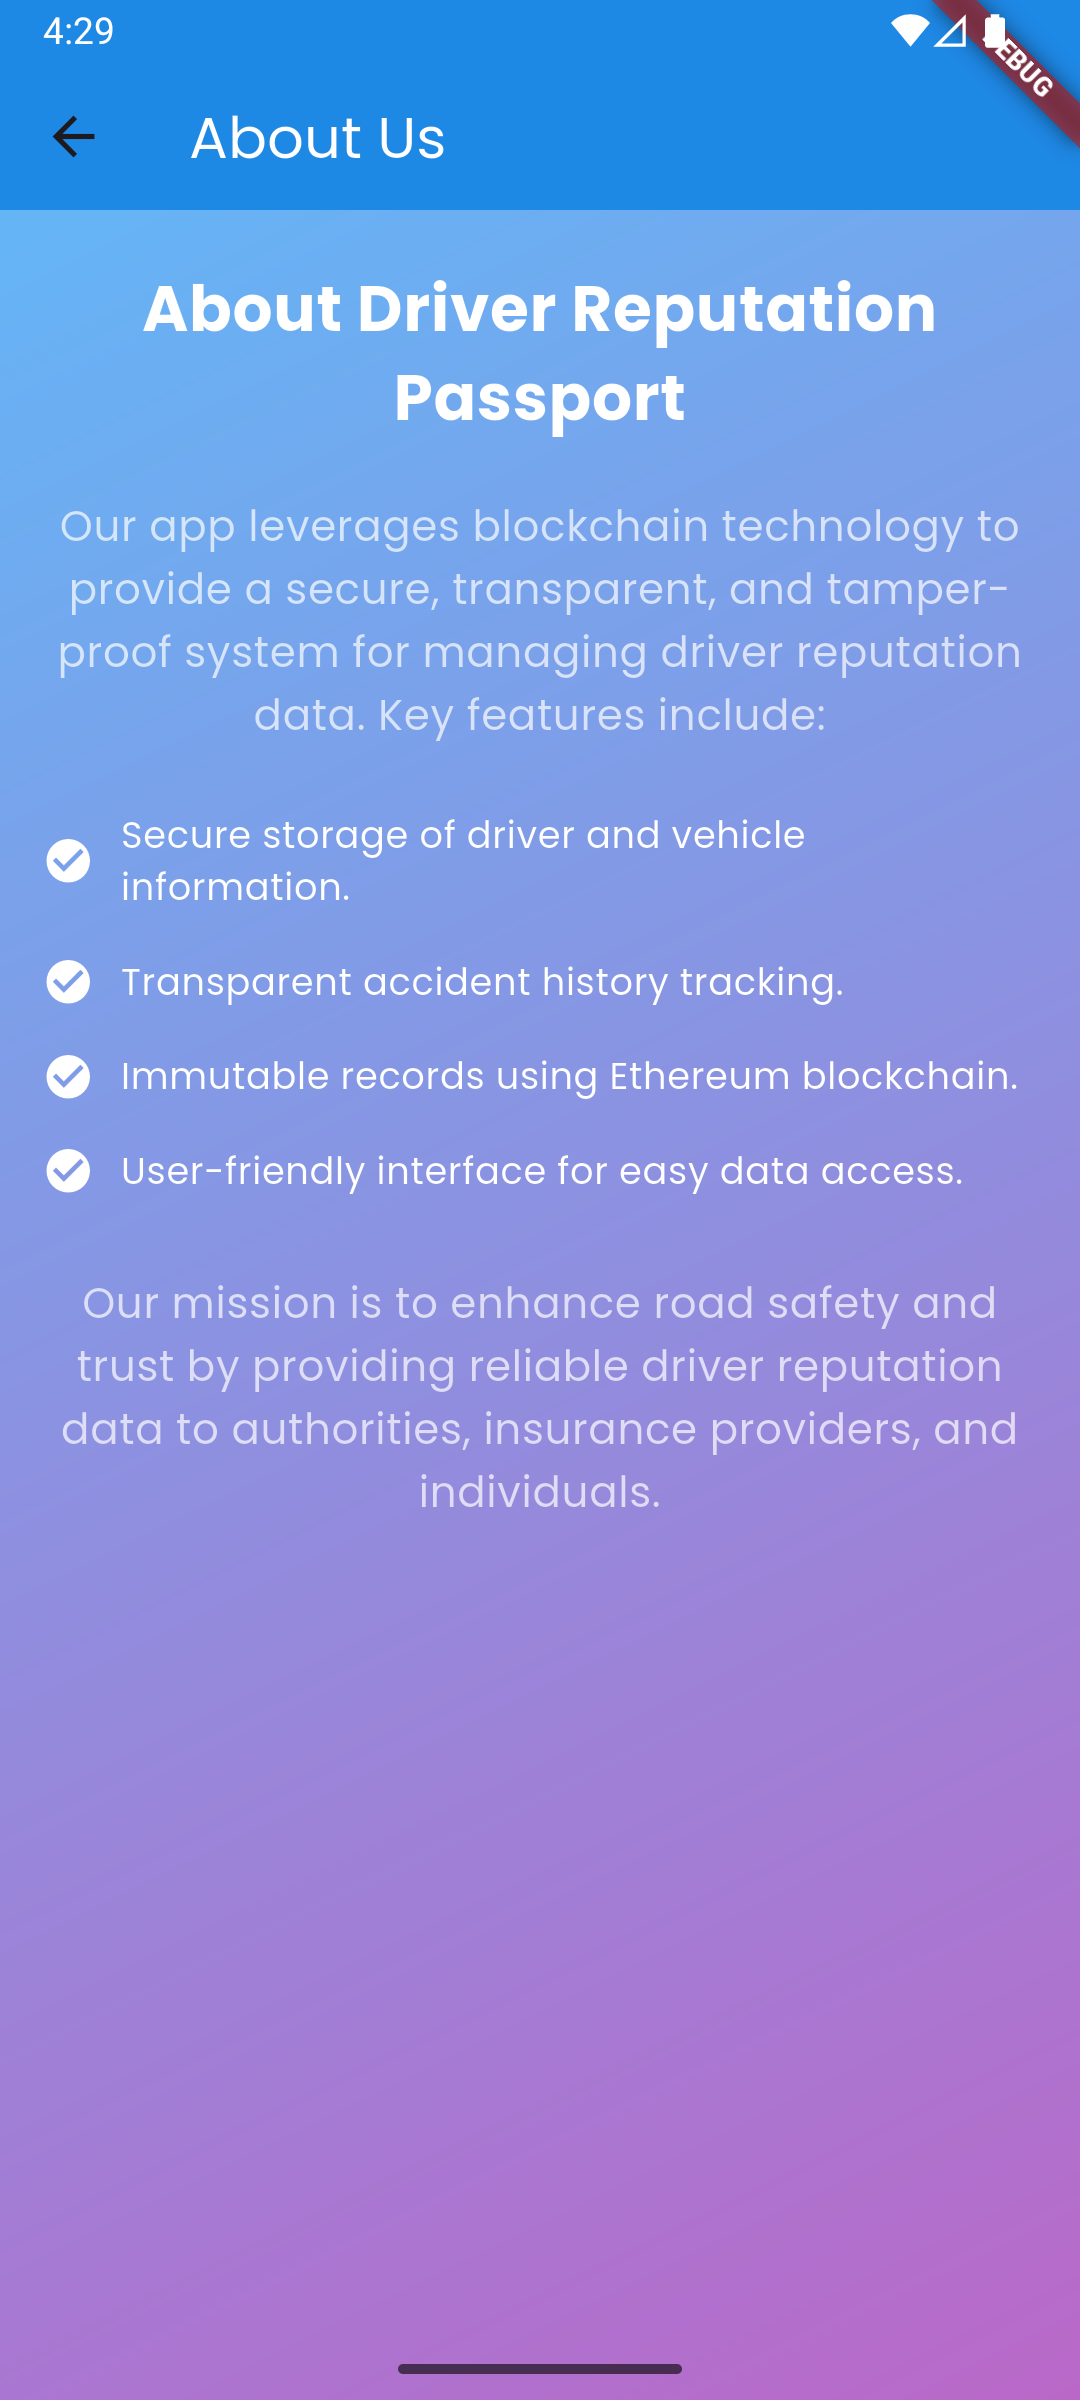 4:29
EBUG
About Us
About Driver Reputation
Passport
Our app leverages blockchain technology to
provide a secure, transparent, and tamper-
proof system for managing driver reputation
data. Key features include:
Secure storage of driver and vehicle
information.
Transparent accident history tracking.
Immutable records using Ethereum blockchain.
User-friendly interface for easy data access.
Our mission is to enhance road safety and
trust by providing reliable driver reputation
data to authorities, insurance providers, and
individuals.